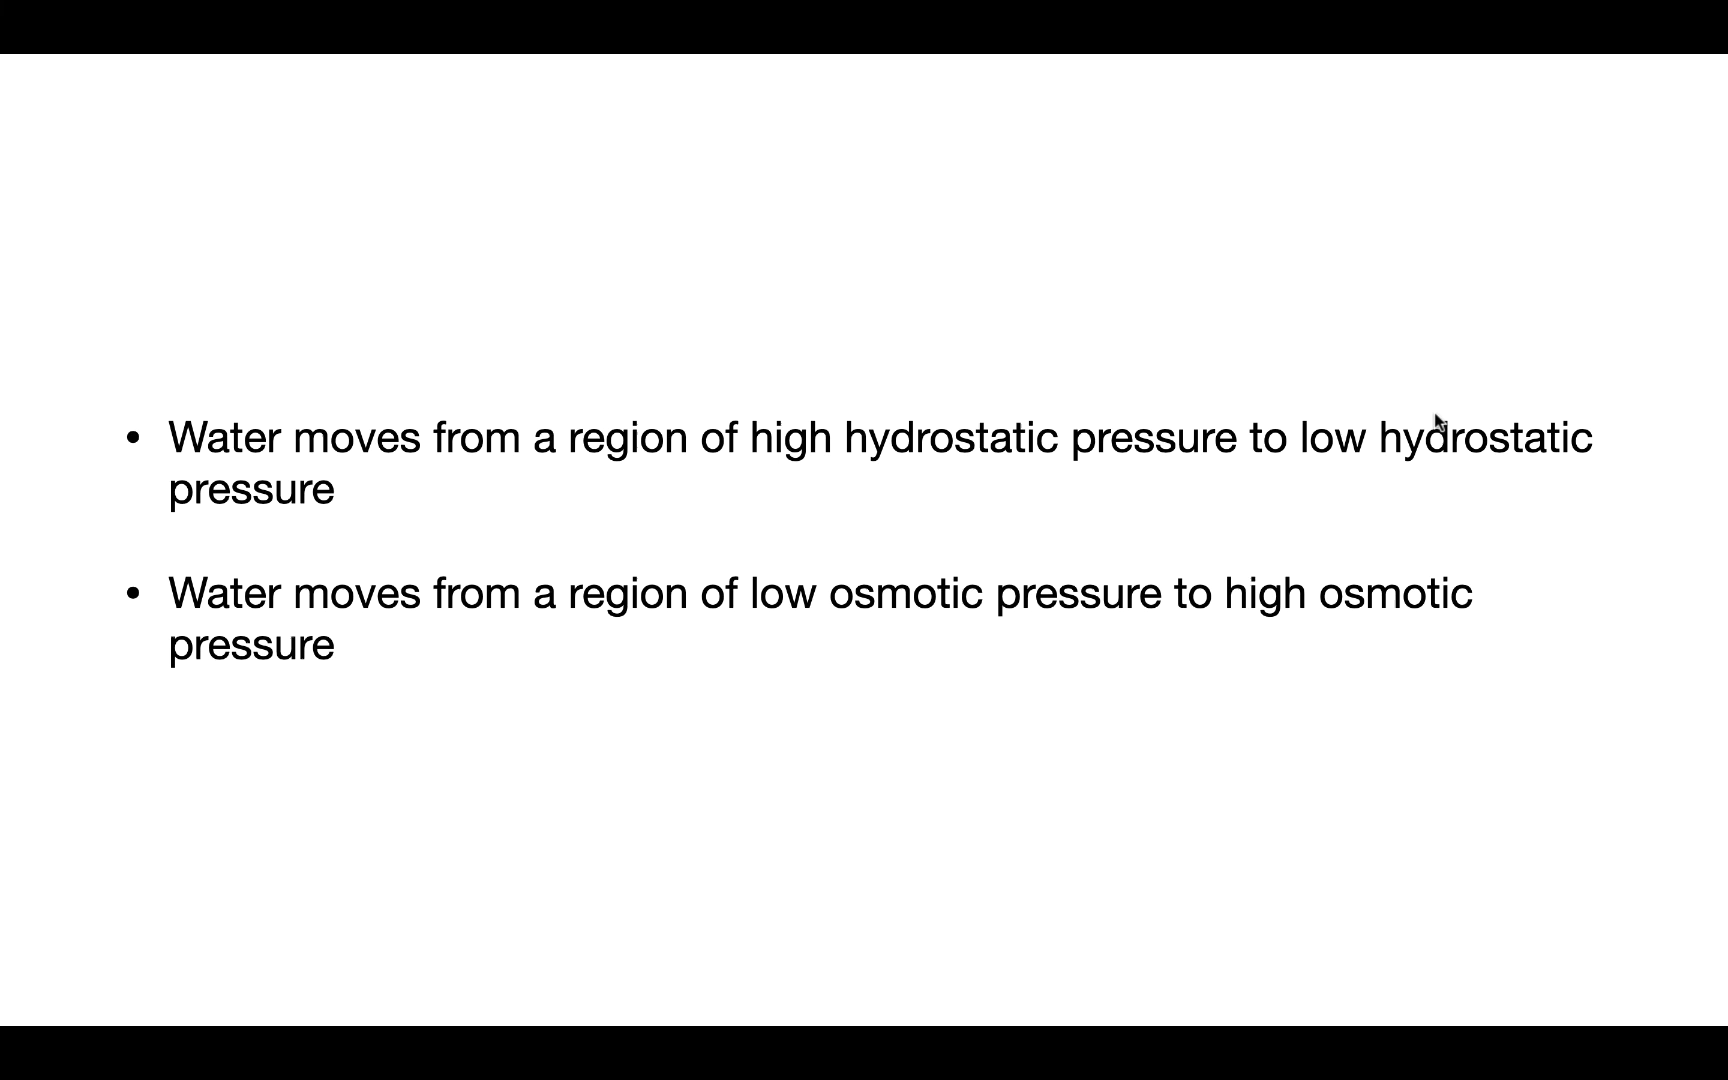 • Water moves from a region of high hydrostatic pressure to low hydrostatic
pressure
• Water moves from a region of low osmotic pressure to high osmotic
pressure